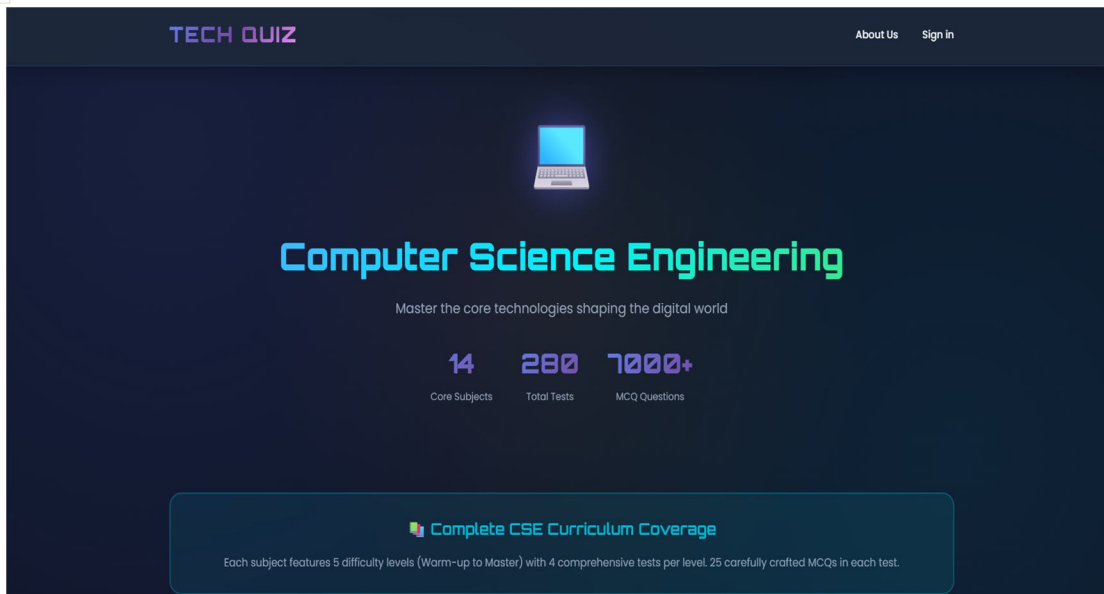 TECH QUIZ
About Us Sign in
Computer Science Engineering
Master the core technologies shaping the digital world
14 280 7000+
Core Subjects Total Tests MCQ Questions
Complete CSE Curriculum Coverage
Each subject features 5 difficulty levels (Warm-up to Master) with 4 comprehensive tests per level. 25 carefully crafted MCQs in each test.